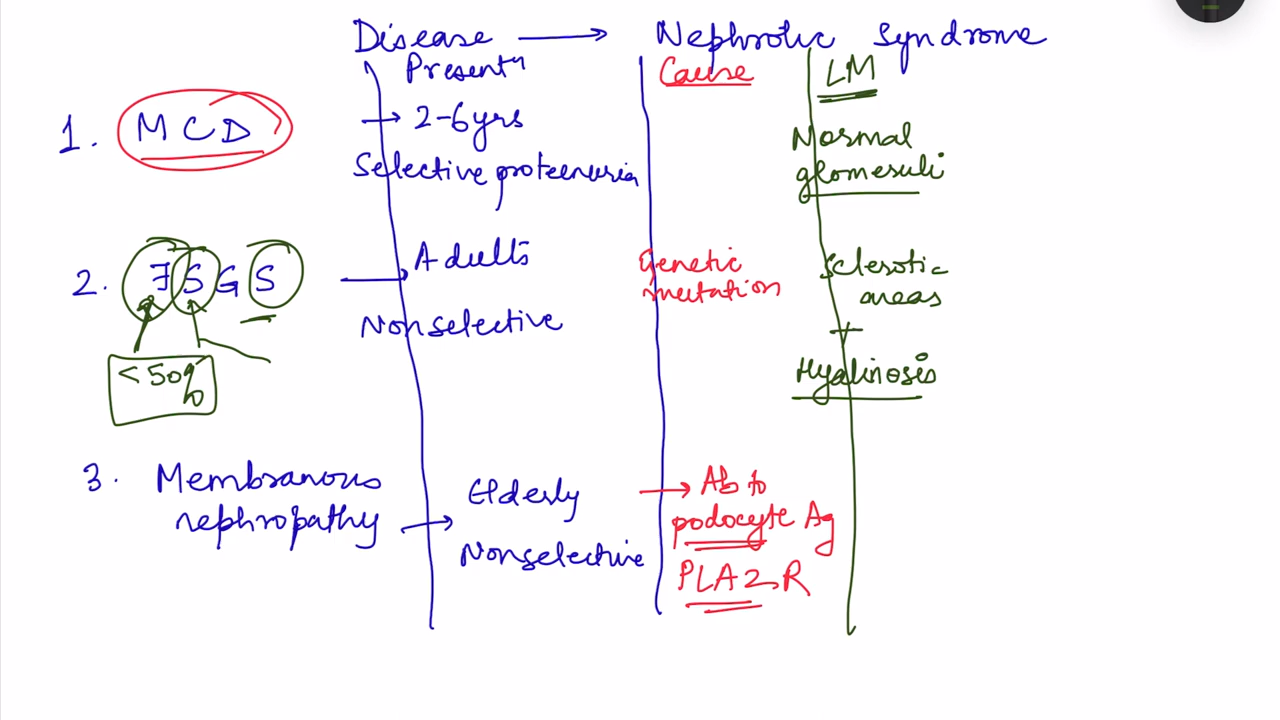 Disease → Nephrotic Syndrome
Presentⁿ Cause LM
1. MCD → 2-6yrs Normal
Selective proteenuria glomeruli
2. FSGS → Adults Genetic Sclerotic
mutation areas
Nonselective +
< 50% Hyalinosis
3. Membranous → Elderly → Ab to
nephropathy podocyte Ag
Nonselective PLA2R